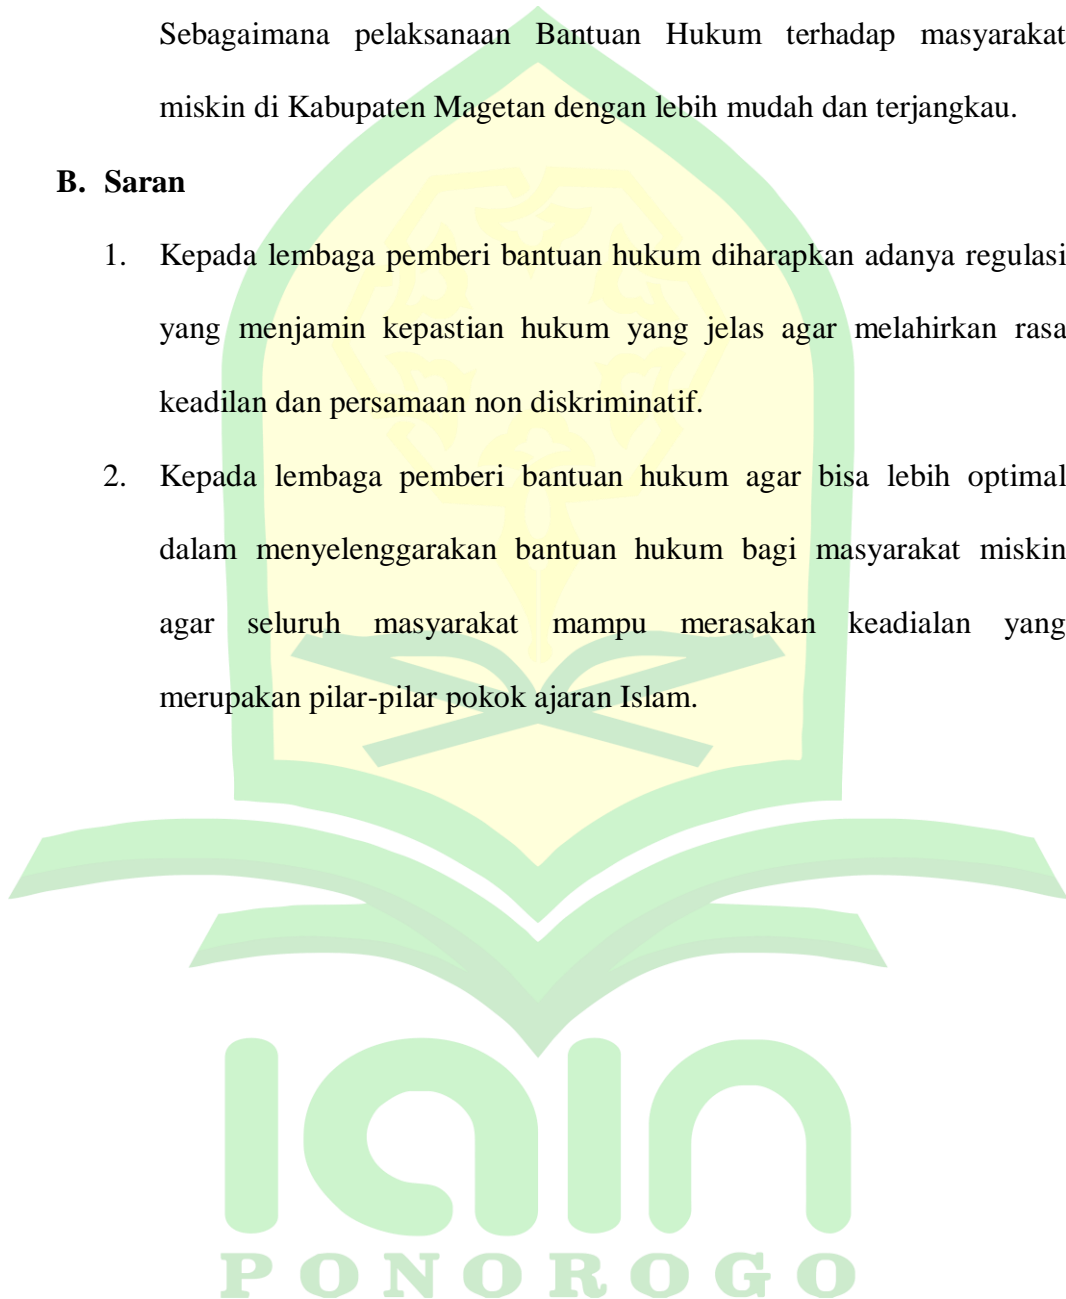 Sebagaimana pelaksanaan Bantuan Hukum terhadap masyarakat
miskin di Kabupaten Magetan dengan lebih mudah dan terjangkau.
B. Saran
1. Kepada lembaga pemberi bantuan hukum diharapkan adanya regulasi
yang menjamin kepastian hukum yang jelas agar melahirkan rasa
keadilan dan persamaan non diskriminatif.
2. Kepada lembaga pemberi bantuan hukum agar bisa lebih optimal
dalam menyelenggarakan bantuan hukum bagi masyarakat miskin
agar seluruh masyarakat mampu merasakan keadialan yang
merupakan pilar-pilar pokok ajaran Islam.
IAIN
PONOROGO